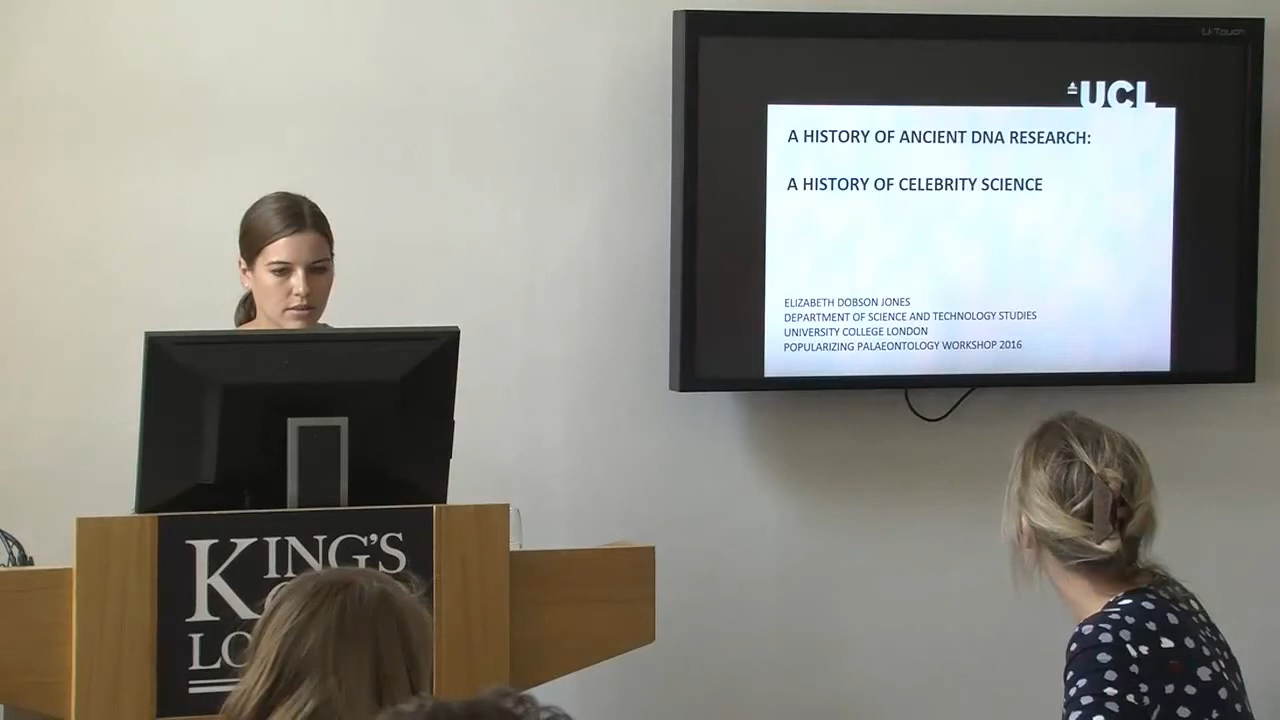 U-Touch
UCL
A HISTORY OF ANCIENT DNA RESEARCH:
A HISTORY OF CELEBRITY SCIENCE
ELIZABETH DOBSON JONES
DEPARTMENT OF SCIENCE AND TECHNOLOGY STUDIES
UNIVERSITY COLLEGE LONDON
POPULARIZING PALAEONTOLOGY WORKSHOP 2016
KING'S